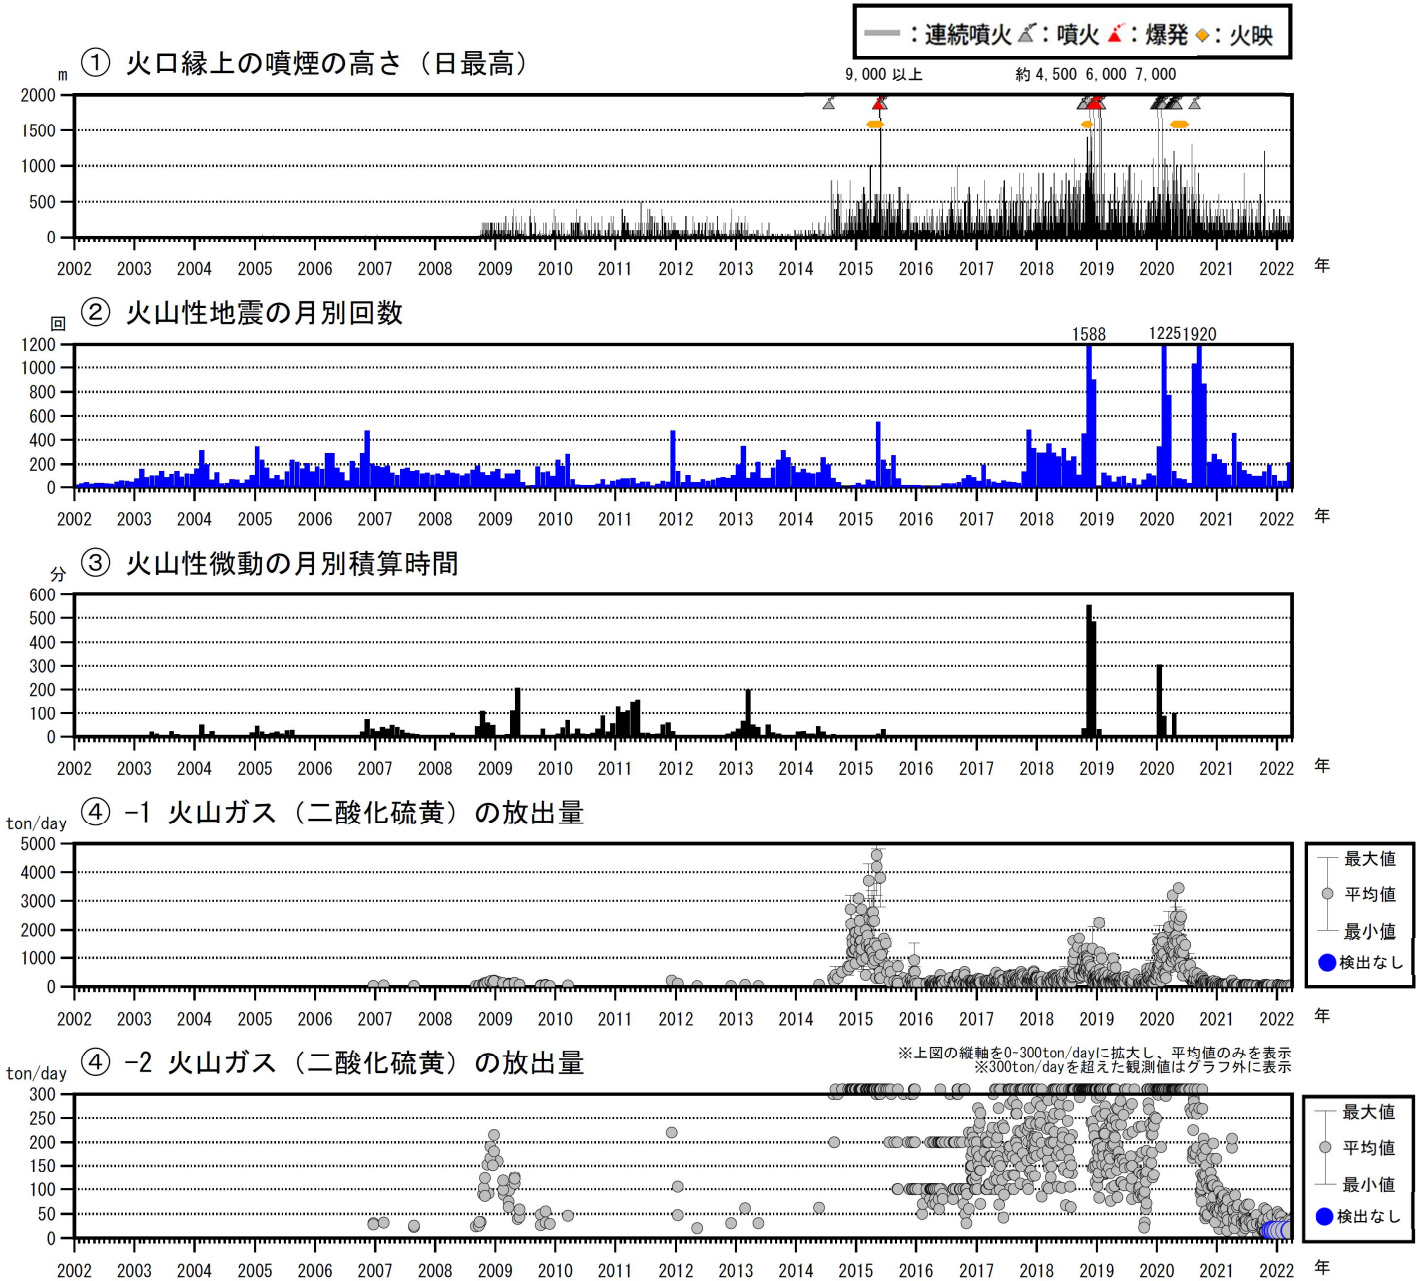 ━：連続噴火 ：噴火 ：爆発 ：火映
① 火口縁上の噴煙の高さ（日最高）
m
9,000 以上 約 4,500 6,000 7,000
2000
1500
1000
500
0
2002 2003 2004 2005 2006 2007 2008 2009 2010 2011 2012 2013 2014 2015 2016 2017 2018 2019 2020 2021 2022 年
② 火山性地震の月別回数
回
1588 1225 1920
1200
1000
800
600
400
200
0
2002 2003 2004 2005 2006 2007 2008 2009 2010 2011 2012 2013 2014 2015 2016 2017 2018 2019 2020 2021 2022 年
③ 火山性微動の月別積算時間
分
600
500
400
300
200
100
0
2002 2003 2004 2005 2006 2007 2008 2009 2010 2011 2012 2013 2014 2015 2016 2017 2018 2019 2020 2021 2022 年
④ -1 火山ガス（二酸化硫黄）の放出量
ton/day
5000
4000
3000
2000
1000
0
最大値
平均値
最小値
検出なし
2002 2003 2004 2005 2006 2007 2008 2009 2010 2011 2012 2013 2014 2015 2016 2017 2018 2019 2020 2021 2022 年
④ -2 火山ガス（二酸化硫黄）の放出量
※上図の縦軸を0-300ton/dayに拡大し、平均値のみを表示
※300ton/dayを超えた観測値はグラフ外に表示
ton/day
300
250
200
150
100
50
0
最大値
平均値
最小値
検出なし
2002 2003 2004 2005 2006 2007 2008 2009 2010 2011 2012 2013 2014 2015 2016 2017 2018 2019 2020 2021 2022 年